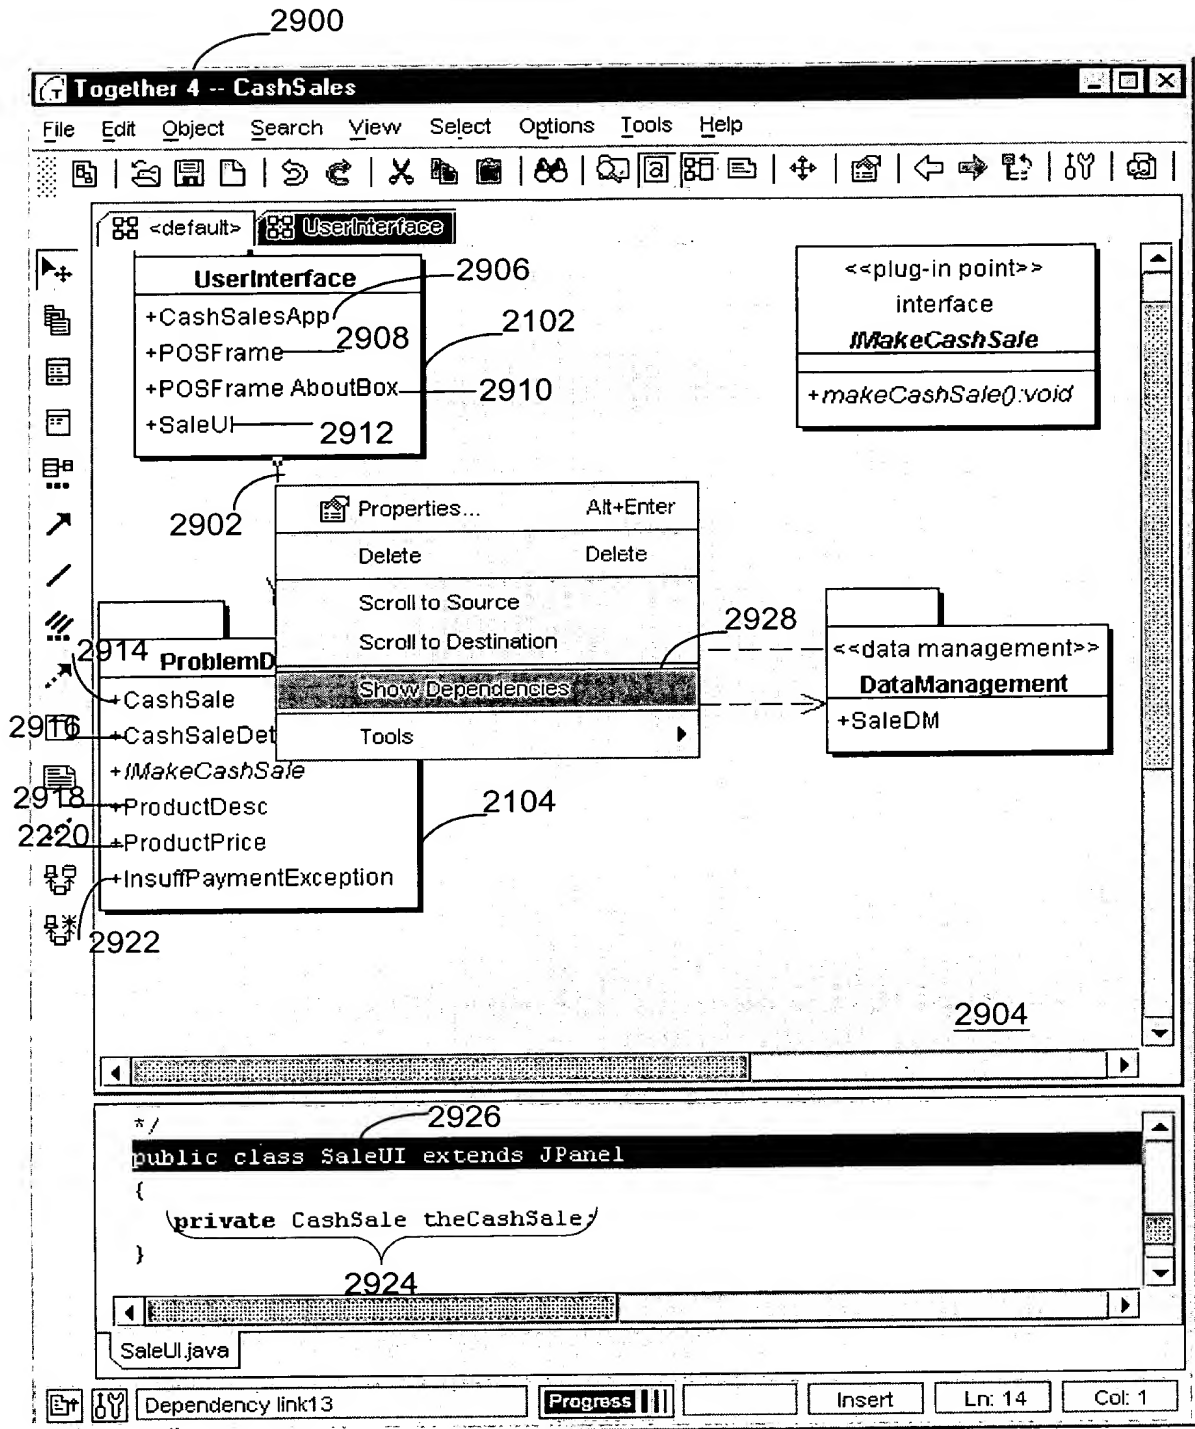 2900
Together 4 -- CashSales
File Edit Object Search View Select Options Tools Help
a
<default> UserInterface
UserInterface
2906
+CashSalesApp
2908
2102
+POSFrame
+POSFrame AboutBox
2910
+SaleUI
2912
<<plug-in point>>
interface
IMakeCashSale
+makeCashSale():void
2902
Properties... Alt+Enter
Delete Delete
Scroll to Source
Scroll to Destination
2928
Show Dependencies
Tools
2914
ProblemD
+CashSale
2916
+CashSaleDet
+IMakeCashSale
2918
+ProductDesc
2104
2220
+ProductPrice
+InsuffPaymentException
2922
<<data management>>
DataManagement
+SaleDM
2904
*/
2926
public class SaleUI extends JPanel
{
private CashSale theCashSale;
}
2924
SaleUI.java
Dependency link13 Progress Insert Ln: 14 Col: 1